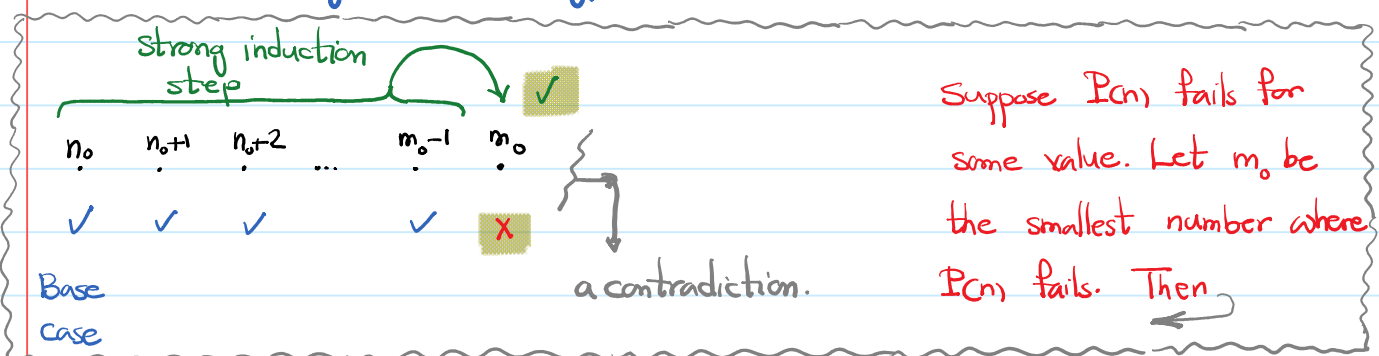 strong induction
step
✓
n₀ n₀+1 n₀+2 ... m₀-1 m₀
✓ ✓ ✓ ✓ X
Base
case
a contradiction.
Suppose P(n) fails for
some value. Let m₀ be
the smallest number where
P(n) fails. Then